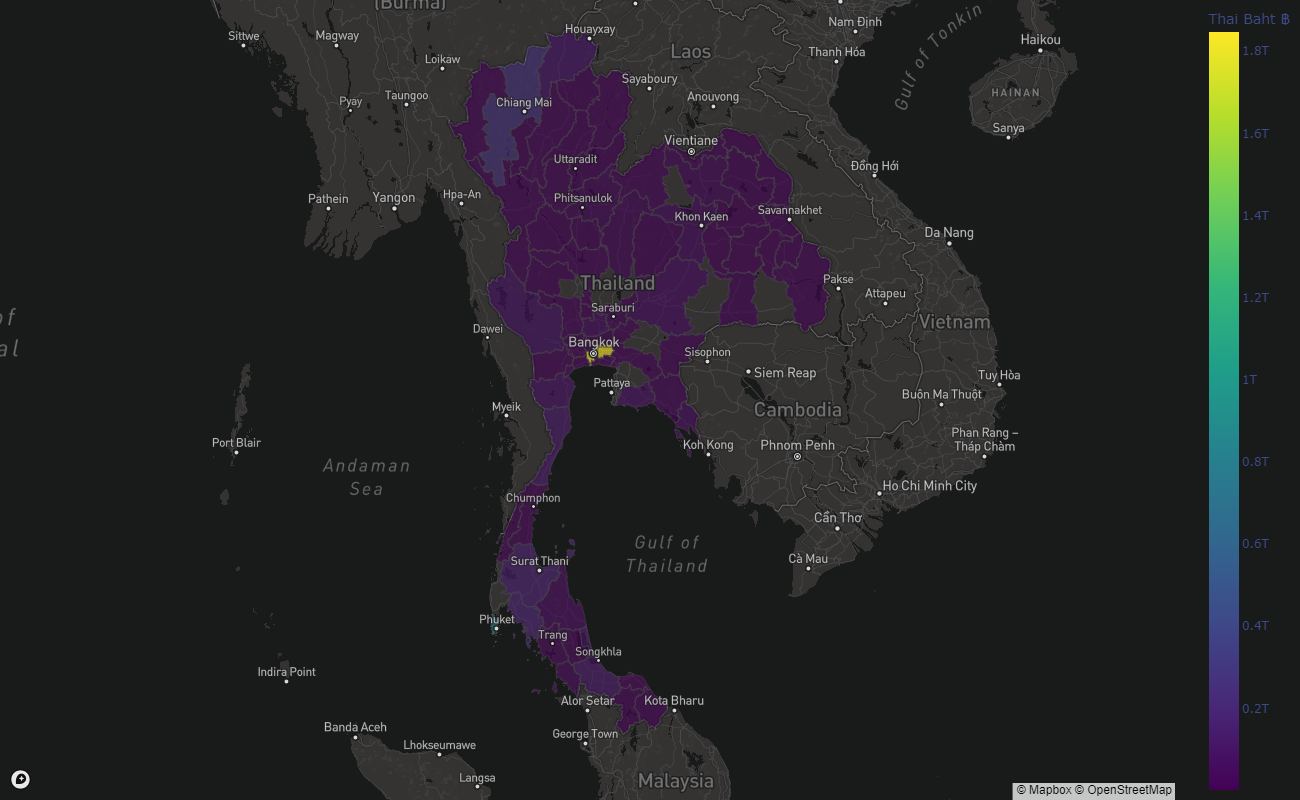 (Burma)
Houayxay
Nam Định
Thai Baht ฿
Sittwe
Magway
Laos
Thanh Hóa
Gulf of Tonkin
Haikou
1.8T
Loikaw
Sayaboury
Pyay
Taungoo
Chiang Mai
Anouvong
HAINAN
Sanya
1.6T
Vientiane
Uttaradit
Đồng Hới
Pathein
Yangon
Hpa-An
Phitsanulok
Khon Kaen
Savannakhet
1.4T
Da Nang
Thailand
Pakse
Attapeu
1.2T
Saraburi
of
al
Dawei
Vietnam
Bangkok
Sisophon
Siem Reap
Tuy Hòa
1T
Pattaya
Buôn Ma Thuột
Myeik
Cambodia
Port Blair
Koh Kong
Phnom Penh
Phan Rang –
Tháp Chàm
Andaman
Sea
0.8T
Chumphon
Ho Chi Minh City
Cần Thơ
Gulf of
Thailand
0.6T
Surat Thani
Cà Mau
Phuket
Trang
0.4T
Songkhla
Indira Point
Alor Setar
Kota Bharu
0.2T
Banda Aceh
George Town
Lhokseumawe
Langsa
Malaysia
© Mapbox © OpenStreetMap